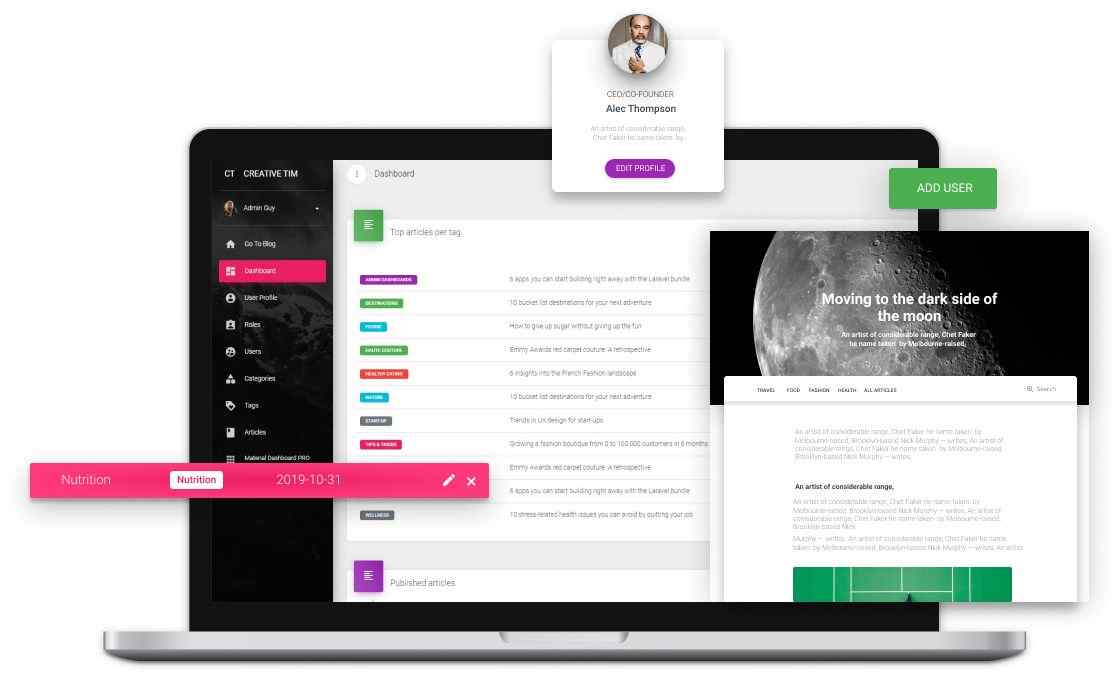 CEO/CO-FOUNDER
Alec Thompson
An artist of considerable range,
Chet Faker he name taken by
EDIT PROFILE
CT CREATIVE TIM
Admin Guy
Go To Blog
Dashboard
User Profile
Roles
Users
Categories
Tags
Articles
Material Dashboard PRO
Dashboard
ADD USER
Top articles per tag
ADMIN DASHBOARDS 6 apps you can start building right away with the Laravel bundle
DESTINATIONS 10 bucket list destinations for your next adventure
How to give up sugar without giving up the fun
HAUTE COUTURE Emmy Awards red carpet couture: A retrospective
HEALTHY EATING 6 insights into the French Fashion landscape
NATURE 10 bucket list destinations for your next adventure
START-UP Trends in UX design for start-ups
TIPS & TRICKS Growing a fashion boutique from 0 to 100.000 customers in 6 months
Emmy Awards red carpet couture: A retrospective
6 apps you can start building right away with the Laravel bundle
WELLNESS 10 stress-related health issues you can avoid by quitting your job
Published articles
Nutrition Nutrition 2019-10-31
Moving to the dark side of
the moon
An artist of considerable range, Chet Faker
he name taken by Melbourne-raised,
TRAVEL FOOD FASHION HEALTH ALL ARTICLES Search
An artist of considerable range, Chet Faker he name taken by
Melbourne-raised, Brooklyn-based Nick Murphy — writes, An artist of
considerable range, Chet Faker he name taken by Melbourne-raised,
Brooklyn-based Nick Murphy — writes,
An artist of considerable range,
An artist of considerable range, Chet Faker he name taken by
Melbourne-raised, Brooklyn-based Nick Murphy — writes, An artist of
considerable range, Chet Faker he name taken by Melbourne-raised,
Brooklyn-based Nick
Murphy — writes, An artist of considerable range, Chet Faker he name
taken by Melbourne-raised, Brooklyn-based Nick Murphy — writes, An artist